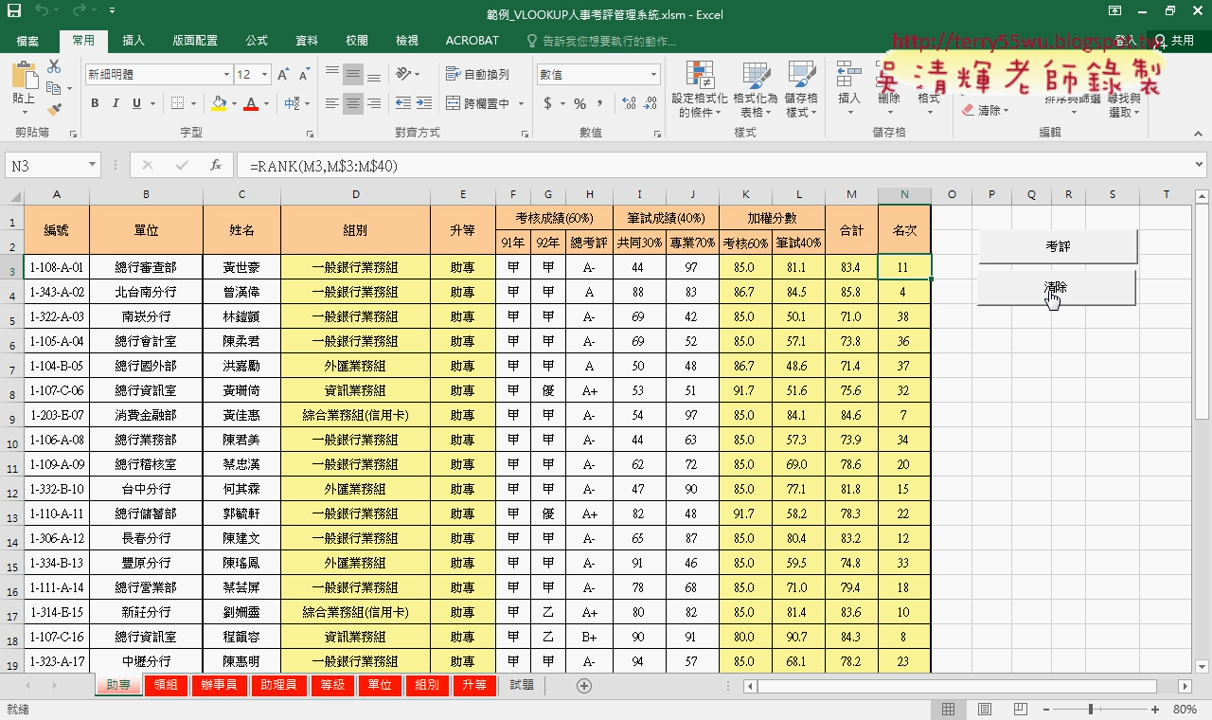 範例_VLOOKUP人事考評管理系統.xlsm - Excel
檔案 常用 插入 版面配置 公式 資料 校閱 檢視 ACROBAT 告訴我您想要執行的動作... 登入 共用
http://terry55wu.blogspot.tw
吳清輝老師錄製
貼上 新細明體 12 自動換列 數值 設定格式化的條件 格式化為表格 儲存格樣式 插入 刪除 格式 清除 排序與篩選 尋找與選取
B I U 跨欄置中 $ % ,
剪貼簿 字型 對齊方式 數值 樣式 儲存格 編輯
N3 fx =RANK(M3,M$3:M$40)
A B C D E F G H I J K L M N O P Q R S T
1 編號 單位 姓名 組別 升等 考核成績(60%) 筆試成績(40%) 加權分數 合計 名次
2 91年 92年 總考評 共同30% 專業70% 考核60% 筆試40%
考評
清除
3 1-108-A-01 總行審查部 黃世豪 一般銀行業務組 助專 甲 甲 A- 44 97 85.0 81.1 83.4 11
4 1-343-A-02 北台南分行 曾漢偉 一般銀行業務組 助專 甲 甲 A 88 83 86.7 84.5 85.8 4
5 1-322-A-03 南崁分行 林鎧顗 一般銀行業務組 助專 甲 甲 A- 69 42 85.0 50.1 71.0 38
6 1-105-A-04 總行會計室 陳柔君 一般銀行業務組 助專 甲 甲 A- 69 52 85.0 57.1 73.8 36
7 1-104-B-05 總行國外部 洪嘉勵 外匯業務組 助專 甲 甲 A 50 48 86.7 48.6 71.4 37
8 1-107-C-06 總行資訊室 黃珊倚 資訊業務組 助專 甲 優 A+ 53 51 91.7 51.6 75.6 32
9 1-203-E-07 消費金融部 黃佳惠 綜合業務組(信用卡) 助專 甲 甲 A- 54 97 85.0 84.1 84.6 7
10 1-106-A-08 總行業務部 陳君美 一般銀行業務組 助專 甲 甲 A- 44 63 85.0 57.3 73.9 34
11 1-109-A-09 總行稽核室 蔡忠漢 一般銀行業務組 助專 甲 甲 A- 62 72 85.0 69.0 78.6 20
12 1-332-B-10 台中分行 何其霖 外匯業務組 助專 甲 甲 A- 47 90 85.0 77.1 81.8 15
13 1-110-A-11 總行儲蓄部 郭毓軒 一般銀行業務組 助專 甲 優 A+ 82 48 91.7 58.2 78.3 22
14 1-306-A-12 長春分行 陳建文 一般銀行業務組 助專 甲 甲 A- 65 87 85.0 80.4 83.2 12
15 1-334-B-13 豐原分行 陳瑤鳳 外匯業務組 助專 甲 甲 A- 91 46 85.0 59.5 74.8 33
16 1-111-A-14 總行營業部 蔡芸屏 一般銀行業務組 助專 甲 甲 A- 78 68 85.0 71.0 79.4 18
17 1-314-E-15 新莊分行 劉姍靈 綜合業務組(信用卡) 助專 甲 乙 A+ 80 82 85.0 81.4 83.6 10
18 1-107-C-16 總行資訊室 程韻容 資訊業務組 助專 甲 乙 B+ 90 91 80.0 90.7 84.3 8
19 1-323-A-17 中壢分行 陳惠明 一般銀行業務組 助專 甲 甲 A- 94 57 85.0 68.1 78.2 23
助專 領組 辦事員 助理員 等級 單位 組別 升等 試題
就緒 80%